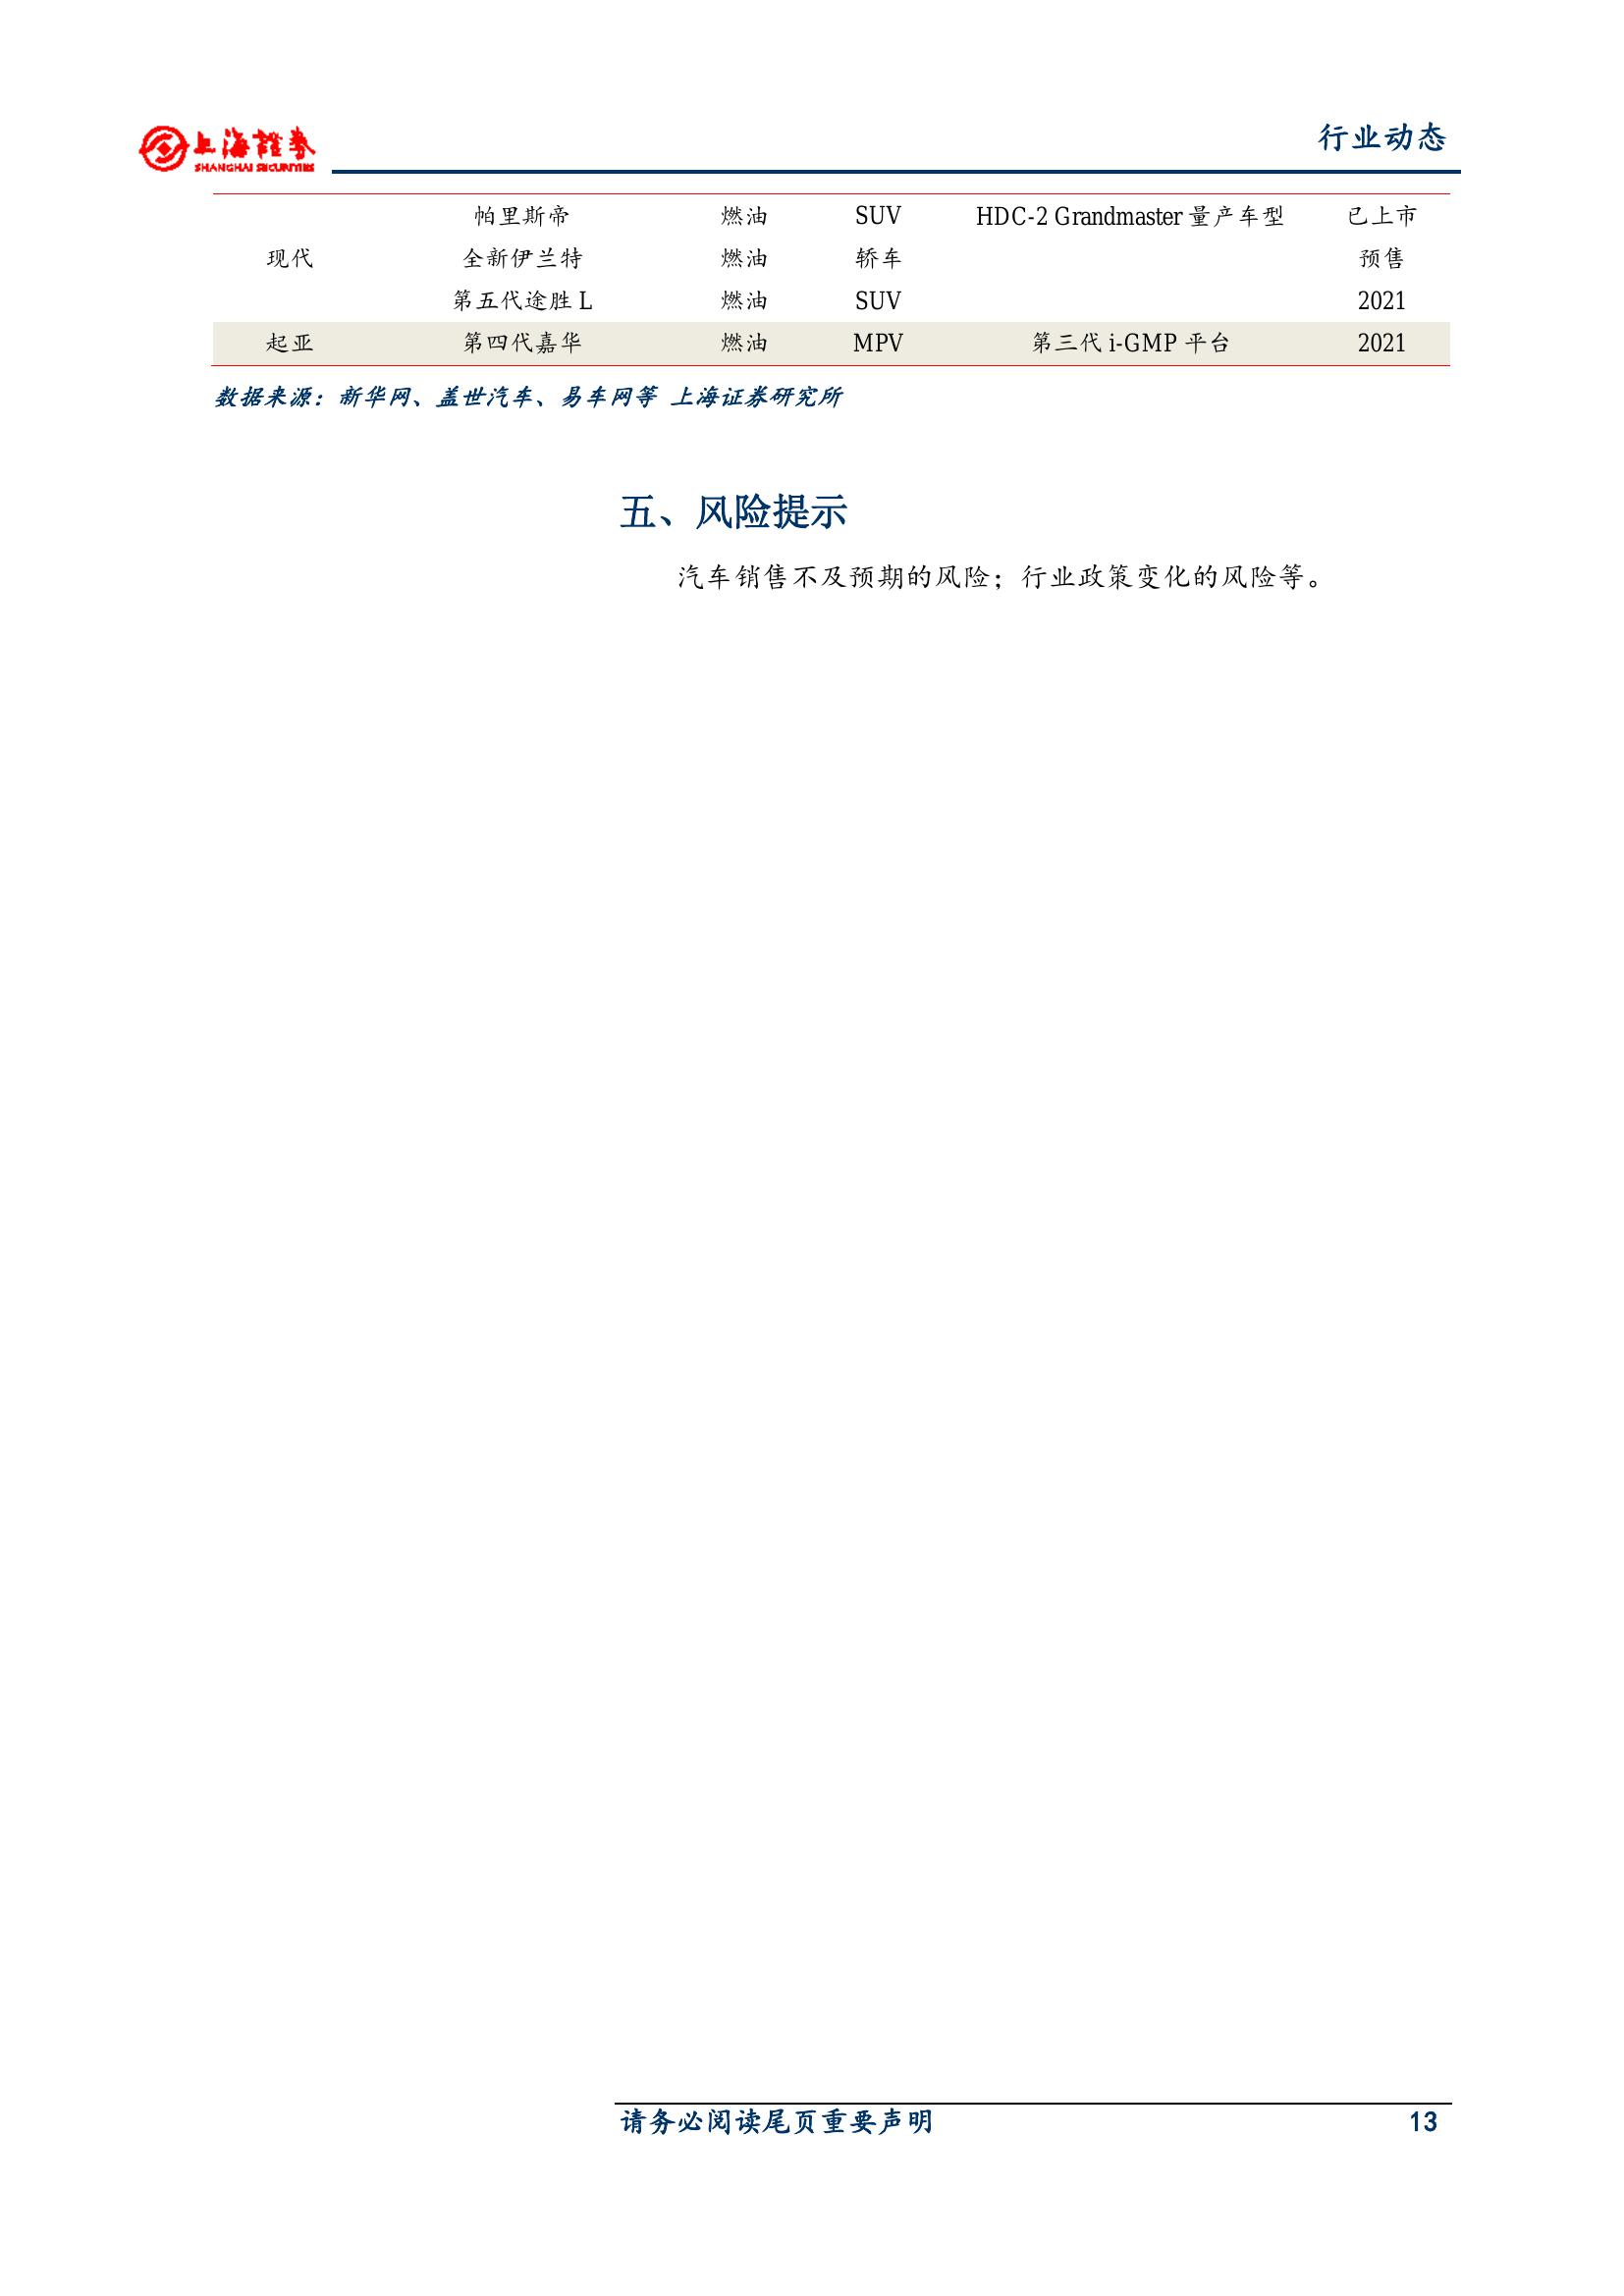 上海證券
SHANGHAI SECURITIES
行业动态
帕里斯帝 燃油 SUV HDC-2 Grandmaster 量产车型 已上市
现代 全新伊兰特 燃油 轿车 预售
第五代途胜 L 燃油 SUV 2021
起亚 第四代嘉华 燃油 MPV 第三代 i-GMP 平台 2021
数据来源：新华网、盖世汽车、易车网等 上海证券研究所
五、风险提示
汽车销售不及预期的风险；行业政策变化的风险等。
请务必阅读尾页重要声明 13